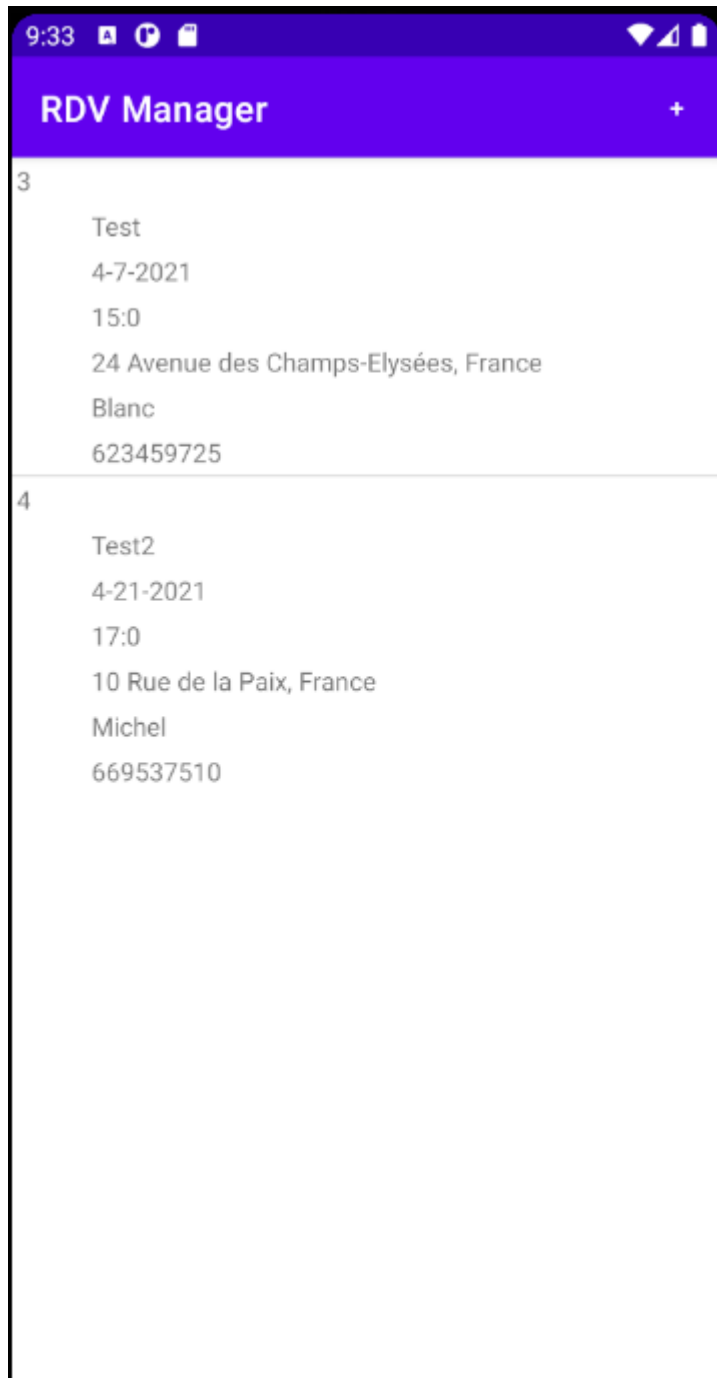 9:33
RDV Manager +
3
Test
4-7-2021
15:0
24 Avenue des Champs-Elysées, France
Blanc
623459725
4
Test2
4-21-2021
17:0
10 Rue de la Paix, France
Michel
669537510